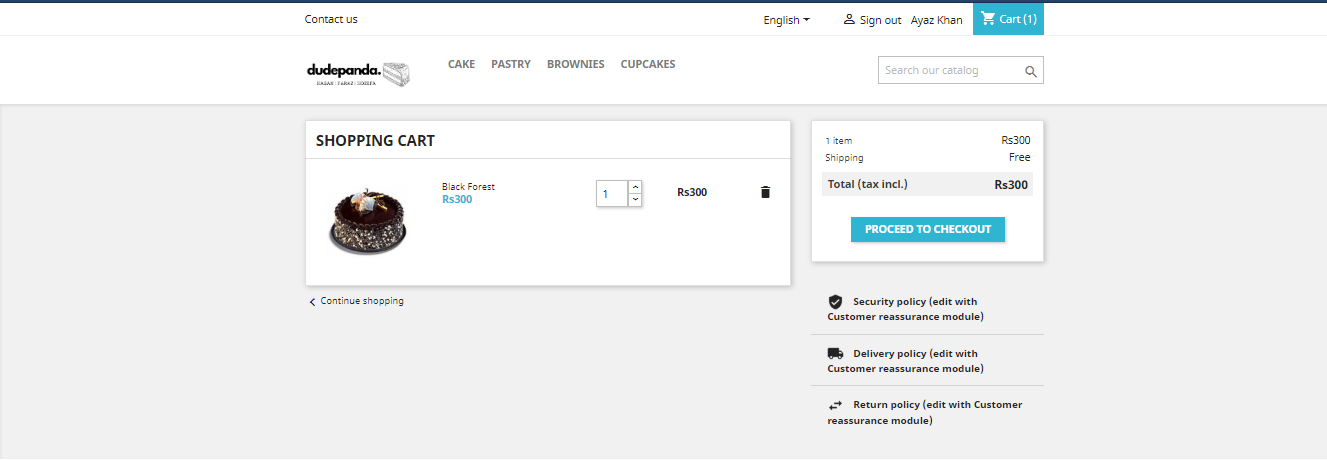 Contact us
English
Sign out
Ayaz Khan
Cart (1)
dudepanda.
CAKE
PASTRY
BROWNIES
CUPCAKES
Search our catalog
SHOPPING CART
Black Forest
Rs300
1
Rs300
Continue shopping
1 item
Rs300
Shipping
Free
Total (tax incl.)
Rs300
PROCEED TO CHECKOUT
Security policy (edit with
Customer reassurance module)
Delivery policy (edit with
Customer reassurance module)
Return policy (edit with Customer
reassurance module)